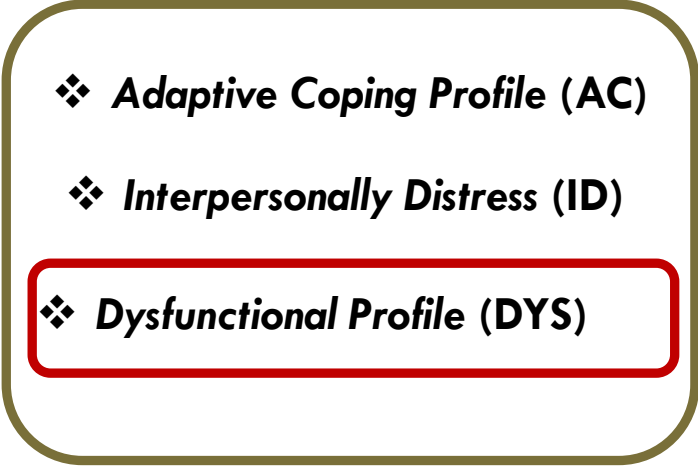 ❖ Adaptive Coping Profile (AC)
❖ Interpersonally Distress (ID)
❖ Dysfunctional Profile (DYS)